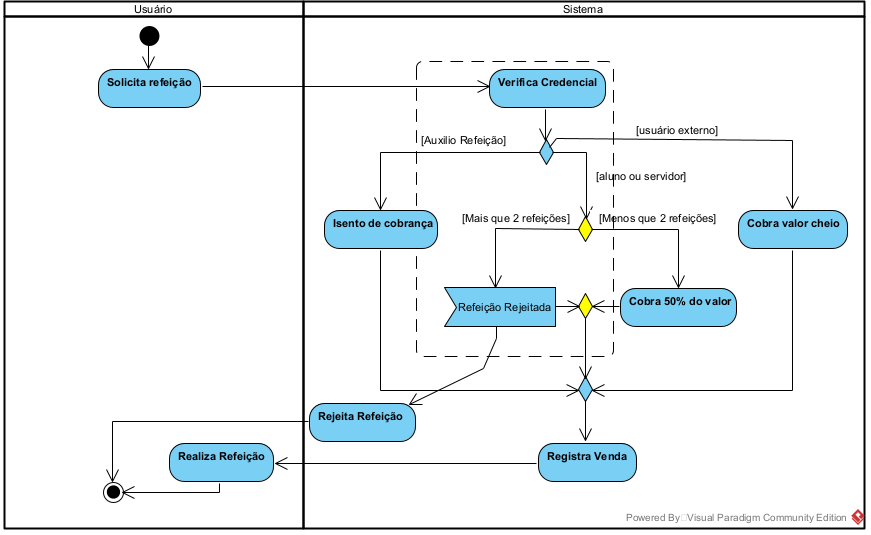 Usuário
Sistema
Solicita refeição
Verifica Credencial
[usuário externo]
[Auxilio Refeição]
[aluno ou servidor]
[Mais que 2 refeições]
[Menos que 2 refeições]
Isento de cobrança
Cobra valor cheio
Refeição Rejeitada
Cobra 50% do valor
Rejeita Refeição
Realiza Refeição
Registra Venda
Powered By Visual Paradigm Community Edition